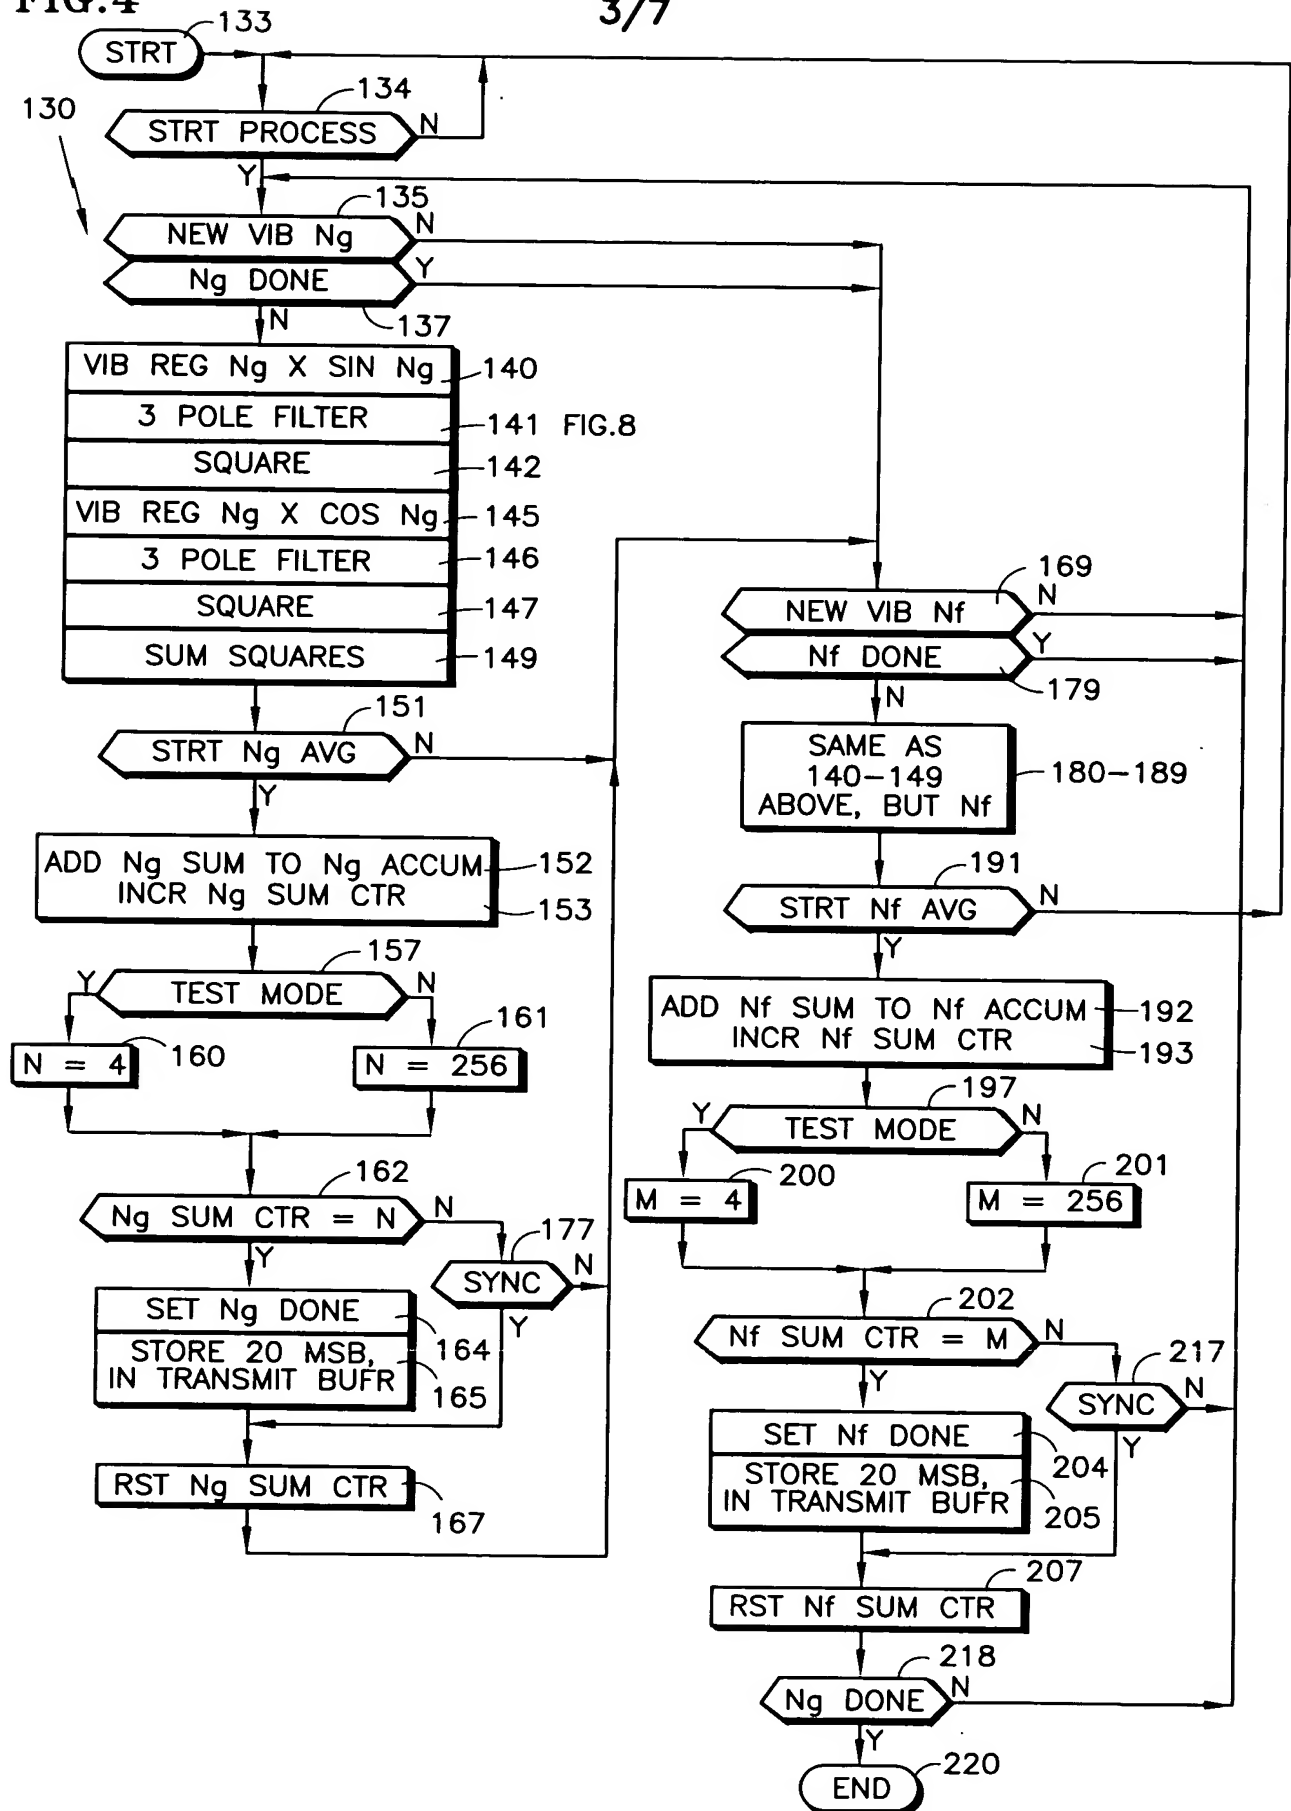 FIG.4
3/7
STRT
133
134
130
STRT PROCESS
N
Y
135
NEW VIB Ng
N
Ng DONE
Y
137
N
VIB REG Ng X SIN Ng
140
3 POLE FILTER
141 FIG.8
SQUARE
142
VIB REG Ng X COS Ng
145
3 POLE FILTER
146
SQUARE
147
SUM SQUARES
149
151
STRT Ng AVG
N
Y
ADD Ng SUM TO Ng ACCUM
152
INCR Ng SUM CTR
153
157
Y
TEST MODE
N
160
N = 4
161
N = 256
162
Ng SUM CTR = N
N
Y
177
SYNC
N
Y
SET Ng DONE
164
STORE 20 MSB,
IN TRANSMIT BUFR
165
RST Ng SUM CTR
167
169
NEW VIB Nf
N
Nf DONE
Y
179
N
SAME AS
140-149
ABOVE, BUT Nf
180-189
191
STRT Nf AVG
N
Y
ADD Nf SUM TO Nf ACCUM
192
INCR Nf SUM CTR
193
197
Y
TEST MODE
N
200
M = 4
201
M = 256
202
Nf SUM CTR = M
N
Y
217
SYNC
N
Y
SET Nf DONE
204
STORE 20 MSB,
IN TRANSMIT BUFR
205
207
RST Nf SUM CTR
218
Ng DONE
N
Y
220
END